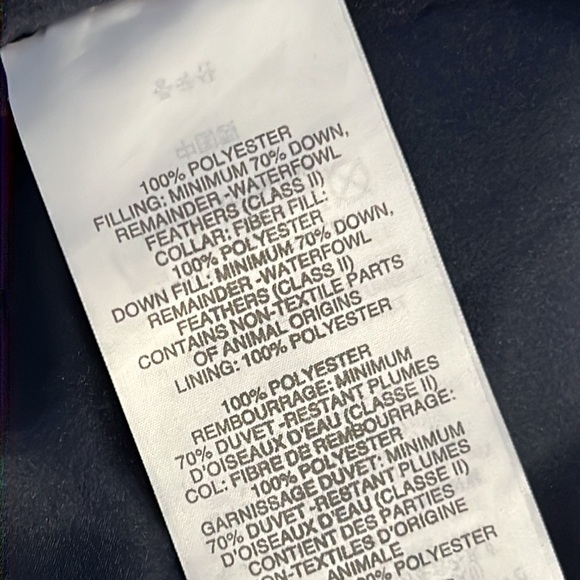 100% POLYESTER
FILLING: MINIMUM 70% DOWN,
REMAINDER -WATERFOWL
FEATHERS (CLASS II)
COLLAR: FIBER FILL:
100% POLYESTER
DOWN FILL: MINIMUM 70% DOWN,
REMAINDER -WATERFOWL
FEATHERS (CLASS II)
CONTAINS NON-TEXTILE PARTS
OF ANIMAL ORIGINS
LINING: 100% POLYESTER
100% POLYESTER
REMBOURRAGE: MINIMUM
70% DUVET -RESTANT PLUMES
D'OISEAUX D'EAU (CLASSE II)
COL: FIBRE DE REMBOURRAGE:
100% POLYESTER
GARNISSAGE DUVET: MINIMUM
70% DUVET -RESTANT PLUMES
D'OISEAUX D'EAU (CLASSE II)
CONTIENT DES PARTIES
NON-TEXTILES D'ORIGINE
ANIMALE
POLYESTER